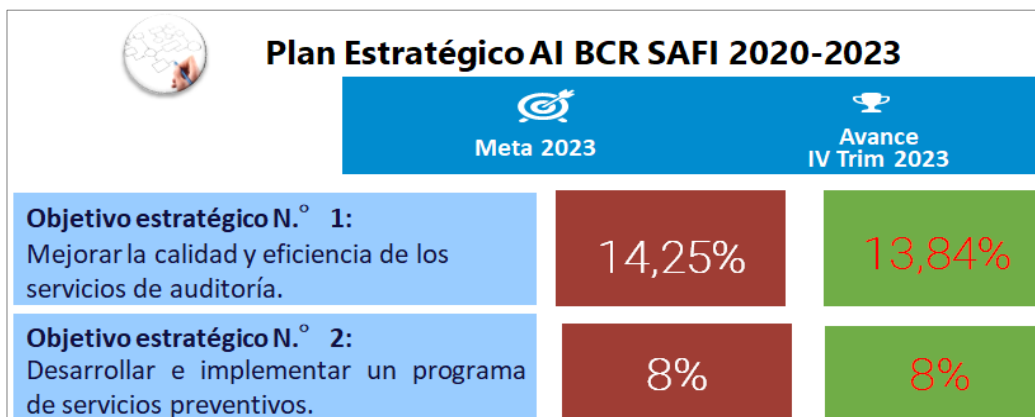 Plan Estratégico AI BCR SAFI 2020-2023
Meta 2023
Avance
IV Trim 2023
Objetivo estratégico N.° 1:
Mejorar la calidad y eficiencia de los
servicios de auditoría.
14,25%
13,84%
Objetivo estratégico N.° 2:
Desarrollar e implementar un programa
de servicios preventivos.
8%
8%